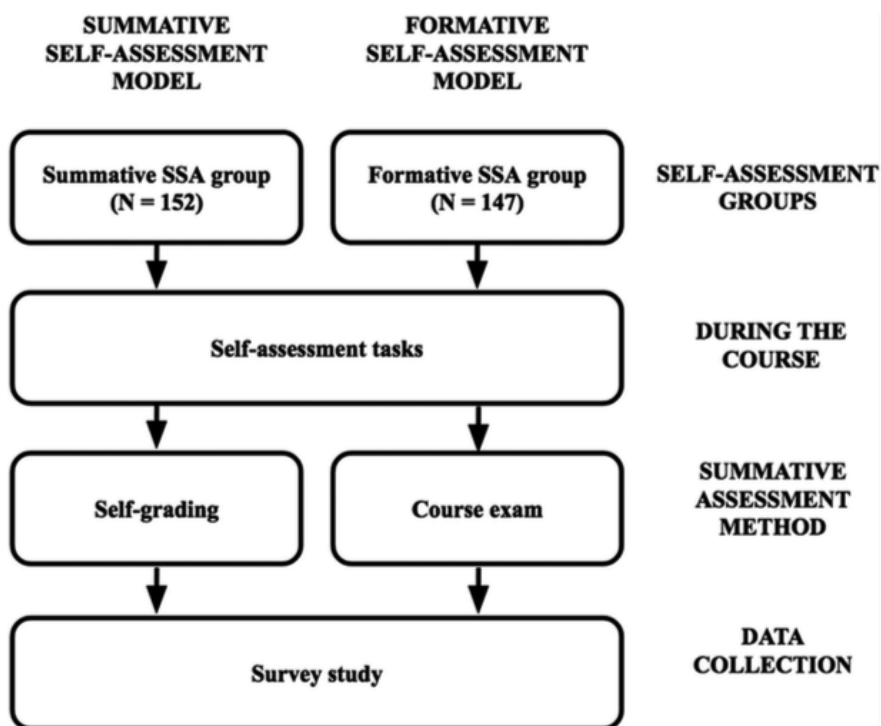 SUMMATIVE
SELF-ASSESSMENT
MODEL
FORMATIVE
SELF-ASSESSMENT
MODEL
Summative SSA group
(N = 152)
Formative SSA group
(N = 147)
SELF-ASSESSMENT
GROUPS
Self-assessment tasks
DURING THE
COURSE
Self-grading
Course exam
SUMMATIVE
ASSESSMENT
METHOD
Survey study
DATA
COLLECTION